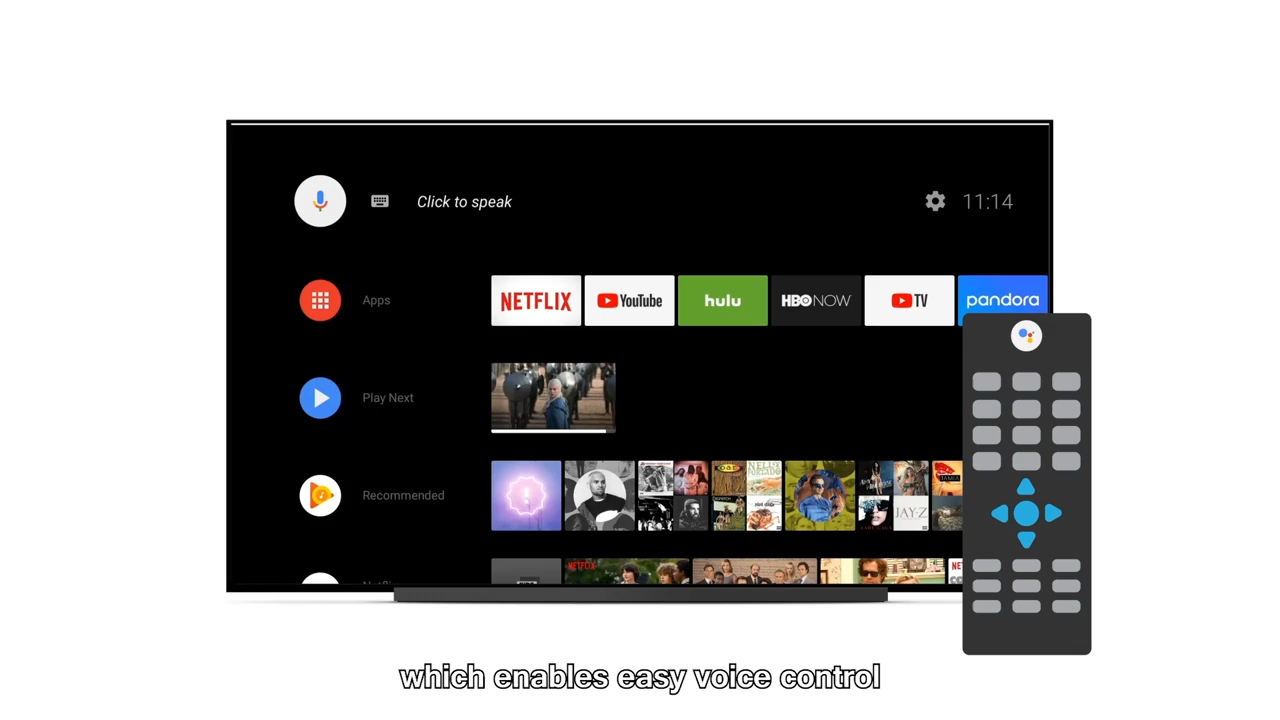 Click to speak
11:14
Apps
NETFLIX
YouTube
hulu
HBO NOW
TV
pandora
Play Next
Recommended
JAY-Z
NETFLIX
which enables easy voice control